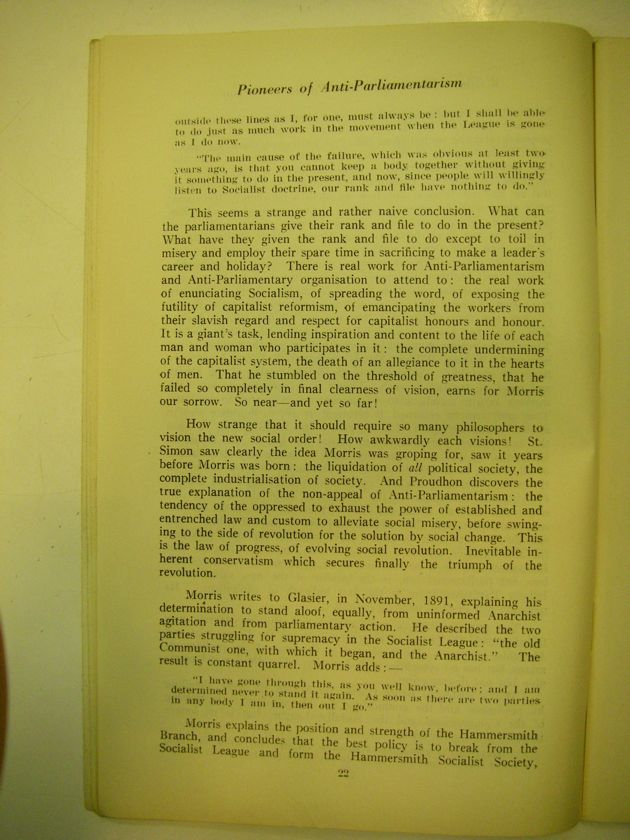 Pioneers of Anti-Parliamentarism
outside these lines as I, for one, must always be: but I shall be able
to do just as much work in the movement when the League is gone
as I do now.
"The main cause of the failure, which was obvious at least two
years ago, is that you cannot keep a body together without giving
it something to do in the present, and now, since people will willingly
listen to Socialist doctrine, our rank and file have nothing to do."
This seems a strange and rather naive conclusion. What can
the parliamentarians give their rank and file to do in the present?
What have they given the rank and file to do except to toil in
misery and employ their spare time in sacrificing to make a leader's
career and holiday? There is real work for Anti-Parliamentarism
and Anti-Parliamentary organisation to attend to: the real work
of enunciating Socialism, of spreading the word, of exposing the
futility of capitalist reformism, of emancipating the workers from
their slavish regard and respect for capitalist honours and honour.
It is a giant's task, lending inspiration and content to the life of each
man and woman who participates in it: the complete undermining
of the capitalist system, the death of an allegiance to it in the hearts
of men. That he stumbled on the threshold of greatness, that he
failed so completely in final clearness of vision, earns for Morris
our sorrow. So near—and yet so far!
How strange that it should require so many philosophers to
vision the new social order! How awkwardly each visions! St.
Simon saw clearly the idea Morris was groping for, saw it years
before Morris was born: the liquidation of all political society, the
complete industrialisation of society. And Proudhon discovers the
true explanation of the non-appeal of Anti-Parliamentarism: the
tendency of the oppressed to exhaust the power of established and
entrenched law and custom to alleviate social misery, before swing-
ing to the side of revolution for the solution by social change. This
is the law of progress, of evolving social revolution. Inevitable in-
herent conservatism which secures finally the triumph of the
revolution.
Morris writes to Glasier, in November, 1891, explaining his
determination to stand aloof, equally, from uninformed Anarchist
agitation and from parliamentary action. He described the two
parties struggling for supremacy in the Socialist League: "the old
Communist one, with which it began, and the Anarchist." The
result is constant quarrel. Morris adds:—
"I have gone through this, as you well know, before; and I am
determined never to stand it again. As soon as there are two parties
in any body I am in, then out I go."
Morris explains the position and strength of the Hammersmith
Branch, and concludes that the best policy is to break from the
Socialist League and form the Hammersmith Socialist Society,
22